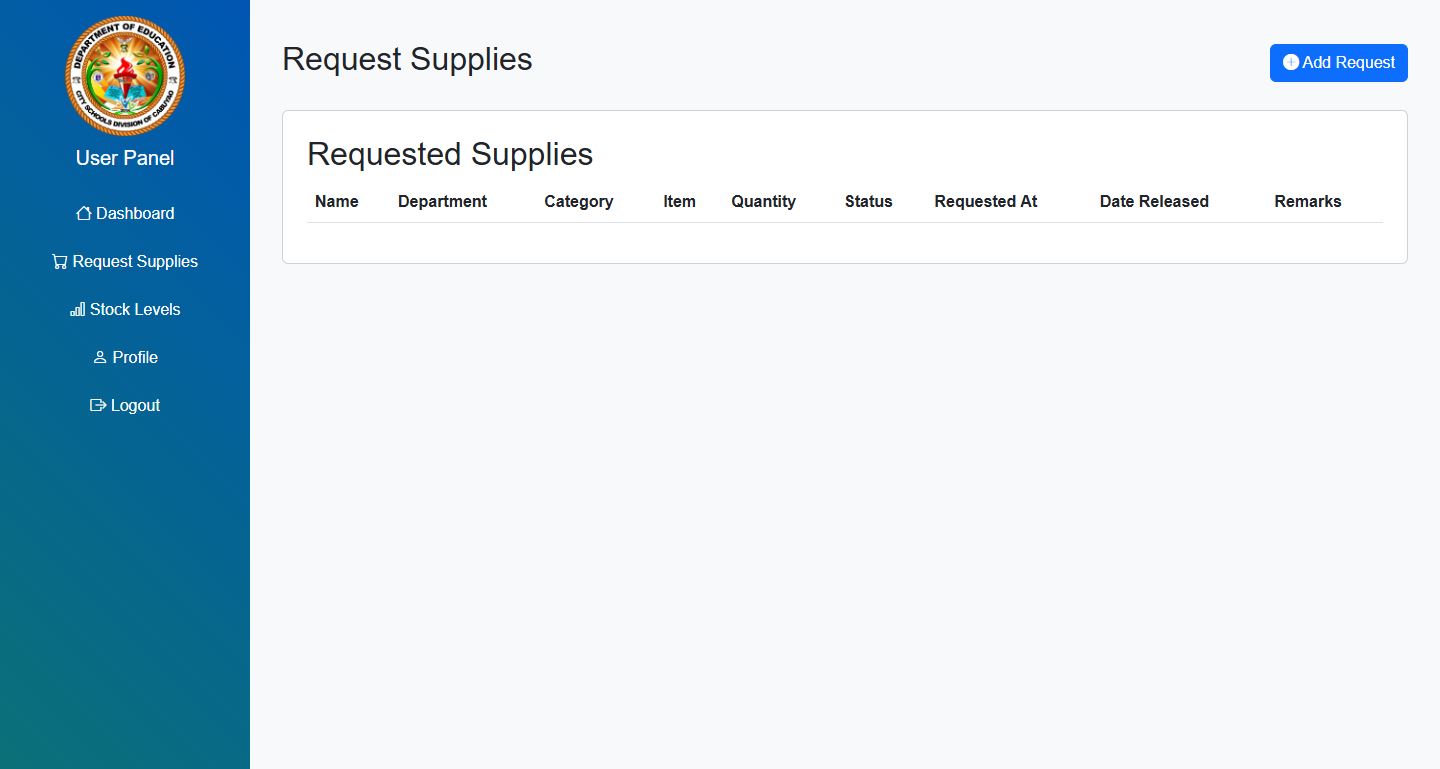 DEPARTMENT OF EDUCATION
CITY SCHOOLS DIVISION OF CABUYAO
User Panel
Dashboard
Request Supplies
Stock Levels
Profile
Logout
Request Supplies
Add Request
Requested Supplies
Name Department Category Item Quantity Status Requested At Date Released Remarks